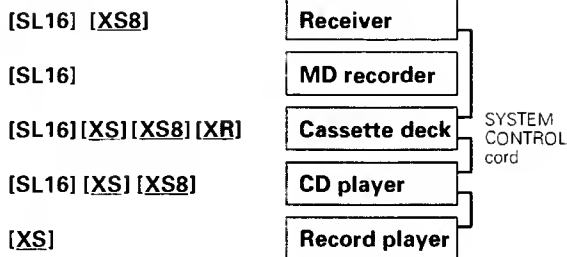 [SL16] [XS8] Receiver
[SL16] MD recorder
[SL16] [XS] [XS8] [XR] Cassette deck
SYSTEM
CONTROL
cord
[SL16] [XS] [XS8] CD player
[XS] Record player